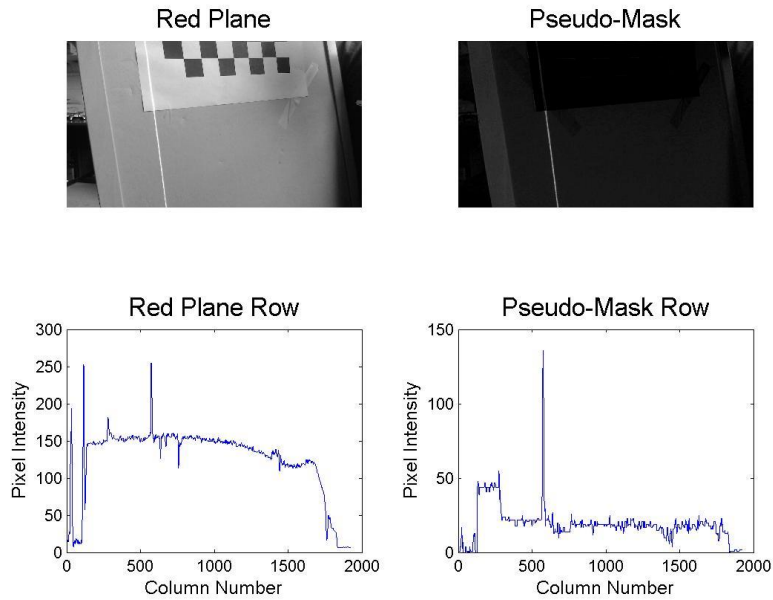 Red Plane
Pseudo-Mask
Red Plane Row
300
250
200
150
100
50
0
Pixel Intensity
0 500 1000 1500 2000
Column Number
Pseudo-Mask Row
150
100
50
0
Pixel Intensity
0 500 1000 1500 2000
Column Number